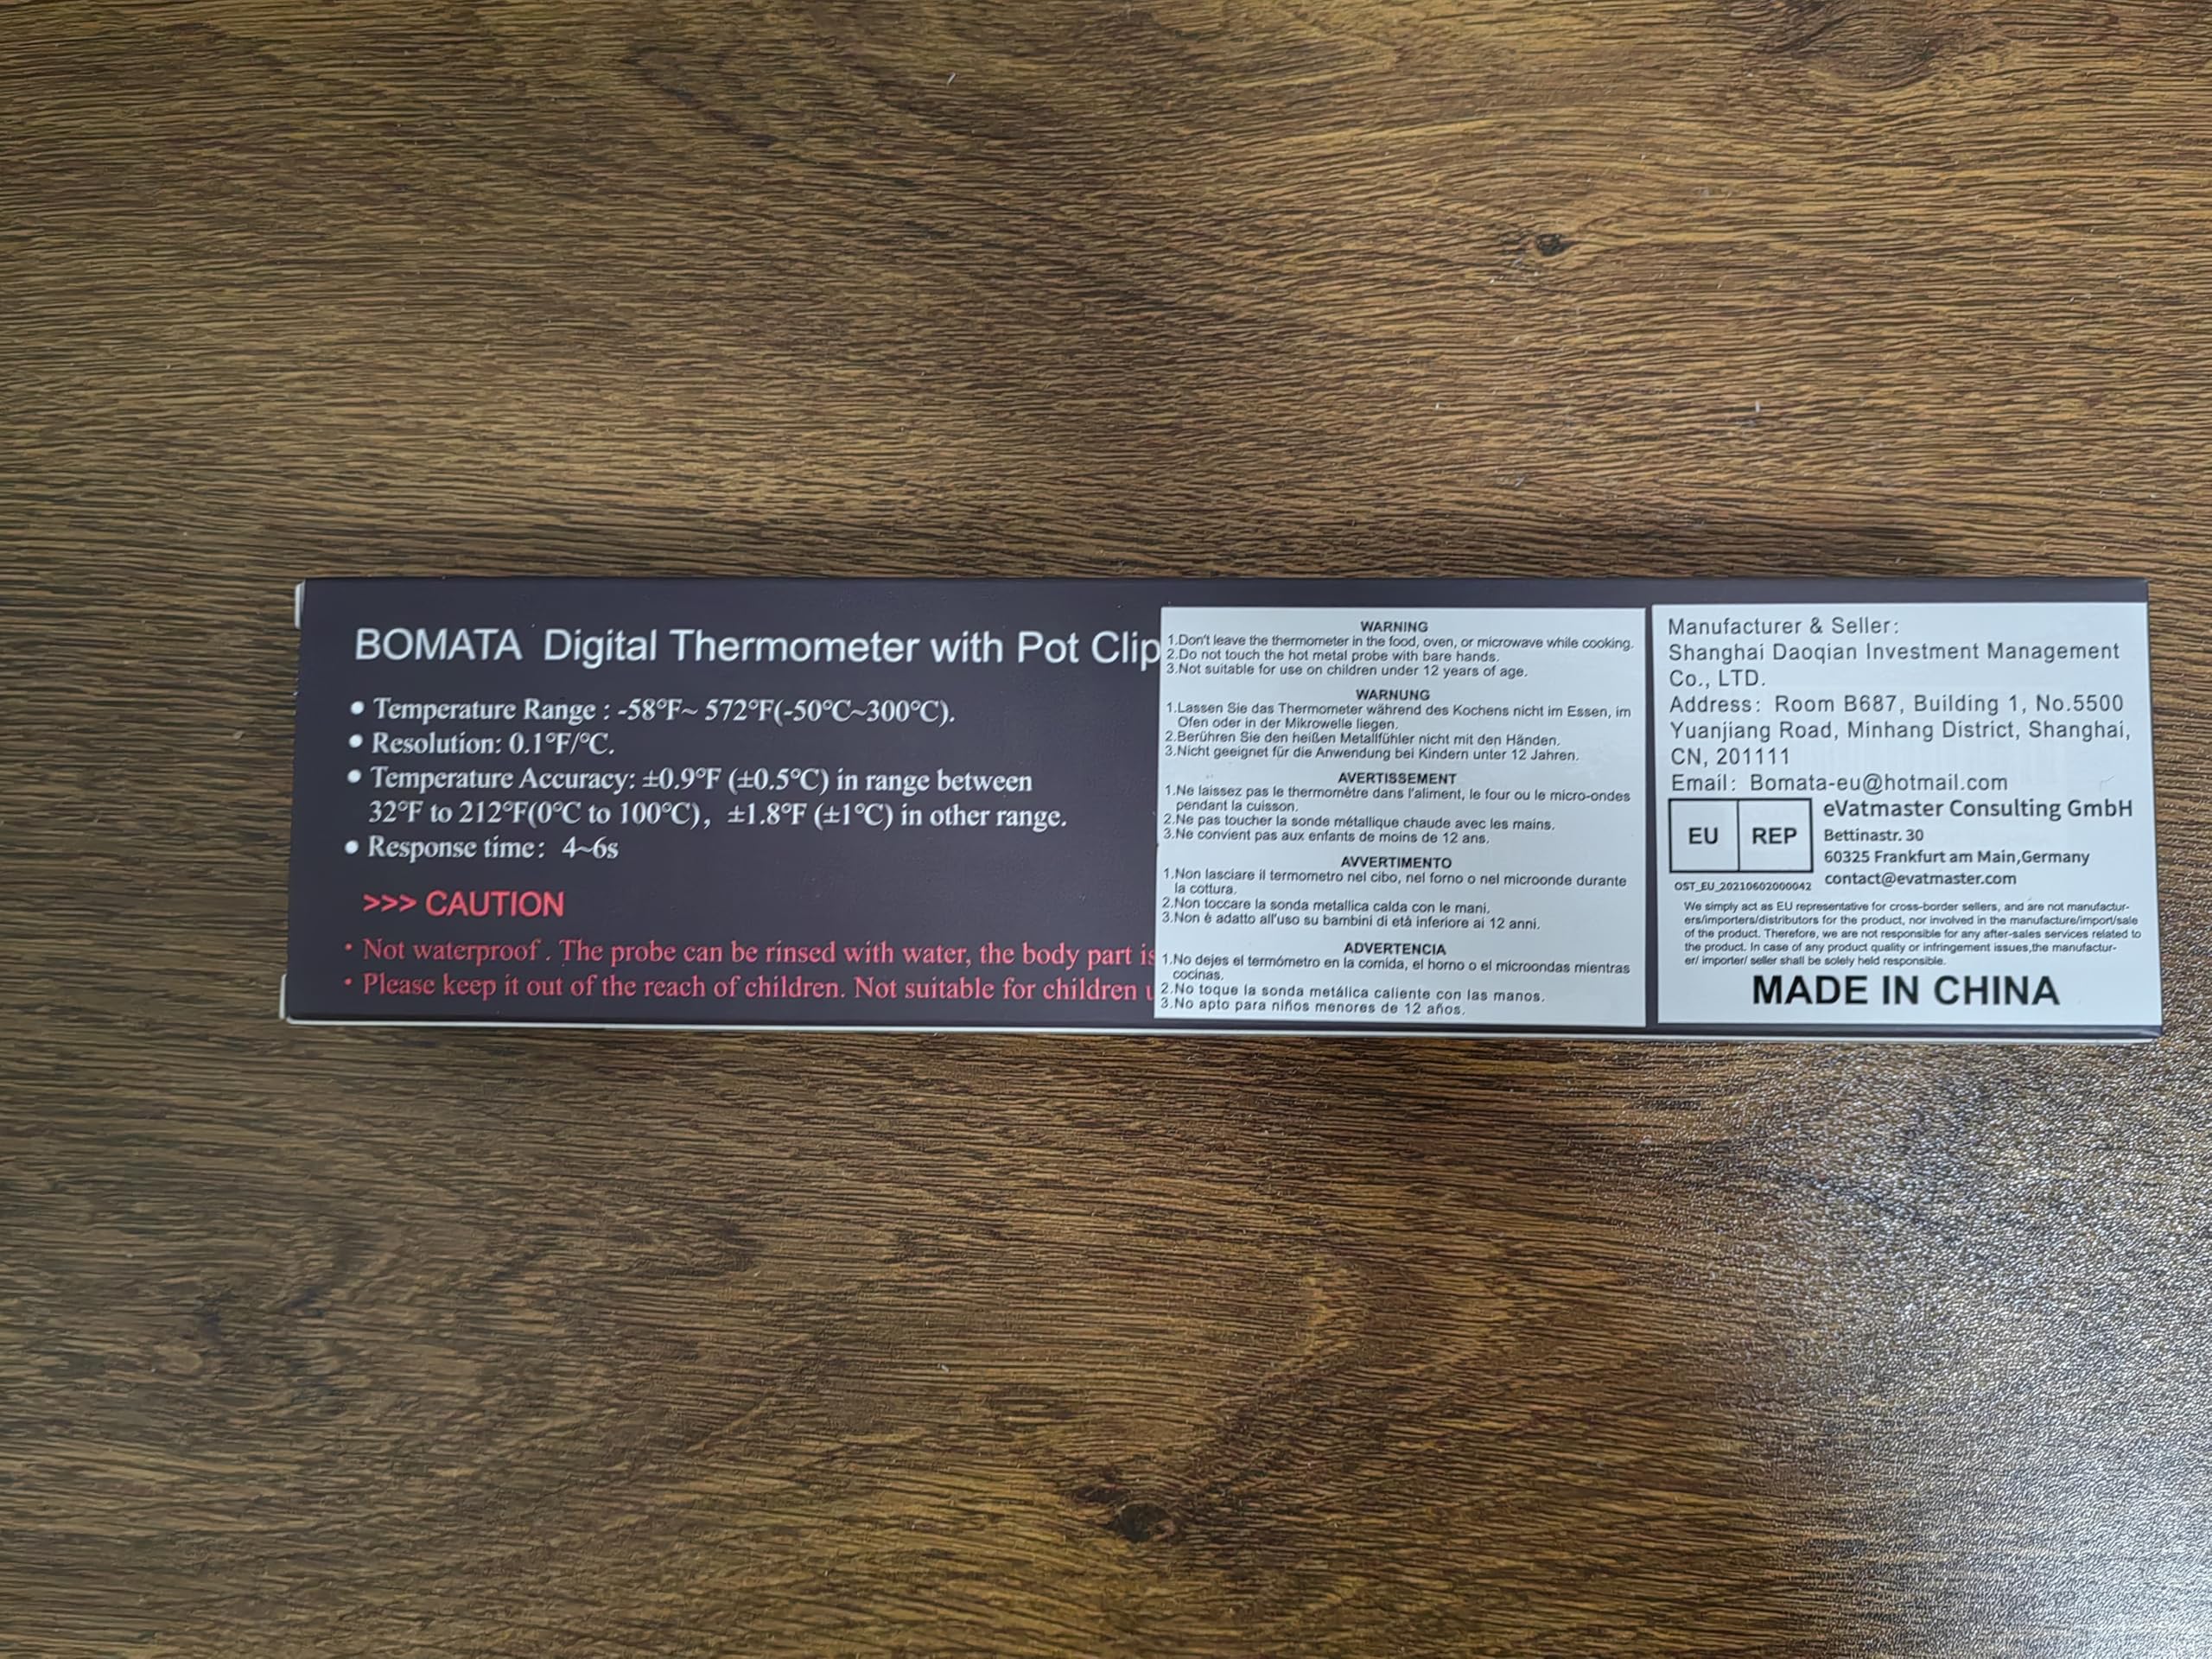 BOMATA Digital Thermometer with Pot Clip
● Temperature Range : -58°F~ 572°F(-50°C~300°C).
● Resolution: 0.1°F/°C.
● Temperature Accuracy: ±0.9°F (±0.5°C) in range between
32°F to 212°F(0°C to 100°C), ±1.8°F (±1°C) in other range.
● Response time: 4~6s
>>> CAUTION
• Not waterproof . The probe can be rinsed with water, the body part is
• Please keep it out of the reach of children. Not suitable for children
WARNING
1.Don't leave the thermometer in the food, oven, or microwave while cooking.
2.Do not touch the hot metal probe with bare hands.
3.Not suitable for use on children under 12 years of age.
WARNUNG
1.Lassen Sie das Thermometer während des Kochens nicht im Essen, im
Ofen oder in der Mikrowelle liegen.
2.Berühren Sie den heißen Metallfühler nicht mit den Händen.
3.Nicht geeignet für die Anwendung bei Kindern unter 12 Jahren.
AVERTISSEMENT
1.Ne laissez pas le thermomètre dans l'aliment, le four ou le micro-ondes
pendant la cuisson.
2.Ne pas toucher la sonde métallique chaude avec les mains.
3.Ne convient pas aux enfants de moins de 12 ans.
AVVERTIMENTO
1.Non lasciare il termometro nel cibo, nel forno o nel microonde durante
la cottura.
2.Non toccare la sonda metallica calda con le mani.
3.Non è adatto all'uso su bambini di età inferiore ai 12 anni.
ADVERTENCIA
1.No dejes el termómetro en la comida, el horno o el microondas mientras
cocinas.
2.No toque la sonda metálica caliente con las manos.
3.No apto para niños menores de 12 años.
Manufacturer & Seller:
Shanghai Daoqian Investment Management
Co., LTD.
Address: Room B687, Building 1, No.5500
Yuanjiang Road, Minhang District, Shanghai,
CN, 201111
Email: Bomata-eu@hotmail.com
EU REP
OST_EU_20210602000042
eVatmaster Consulting GmbH
Bettinastr. 30
60325 Frankfurt am Main,Germany
contact@evatmaster.com
We simply act as EU representative for cross-border sellers, and are not manufactur-
ers/importers/distributors for the product, nor involved in the manufacture/import/sale
of the product. Therefore, we are not responsible for any after-sales services related to
the product. In case of any product quality or infringement issues,the manufactur-
er/ importer/ seller shall be solely held responsible.
MADE IN CHINA